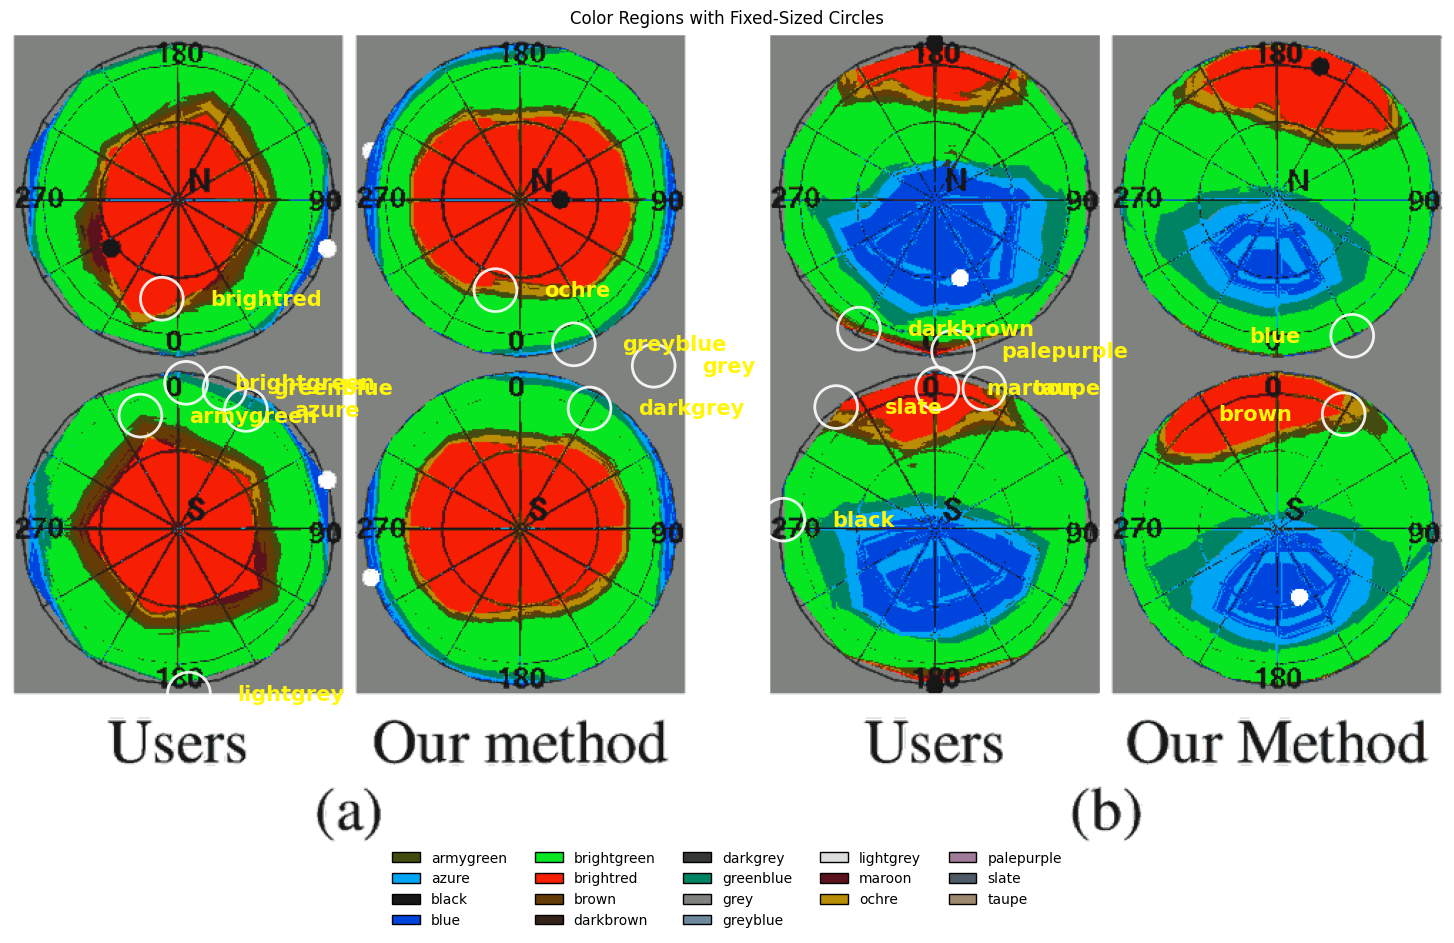 Color Regions with Fixed-Sized Circles
180 180 180 180
N N N N
270 90 270 90 270 90 270 90
brightred ochre
darkbrown blue
0 0 0
greyblue palepurple
grey
0 0 0 0
brightgreen greenblue maroon taupe
azure darkgrey slate brown
armygreen
S S S S
black
270 90 270 90 270 90 270 90
180 180 180 180
lightgrey
Users Our method Users Our Method
(a) (b)
armygreen brightgreen darkgrey lightgrey palepurple
azure brightred greenblue maroon slate
black brown grey ochre taupe
blue darkbrown greyblue